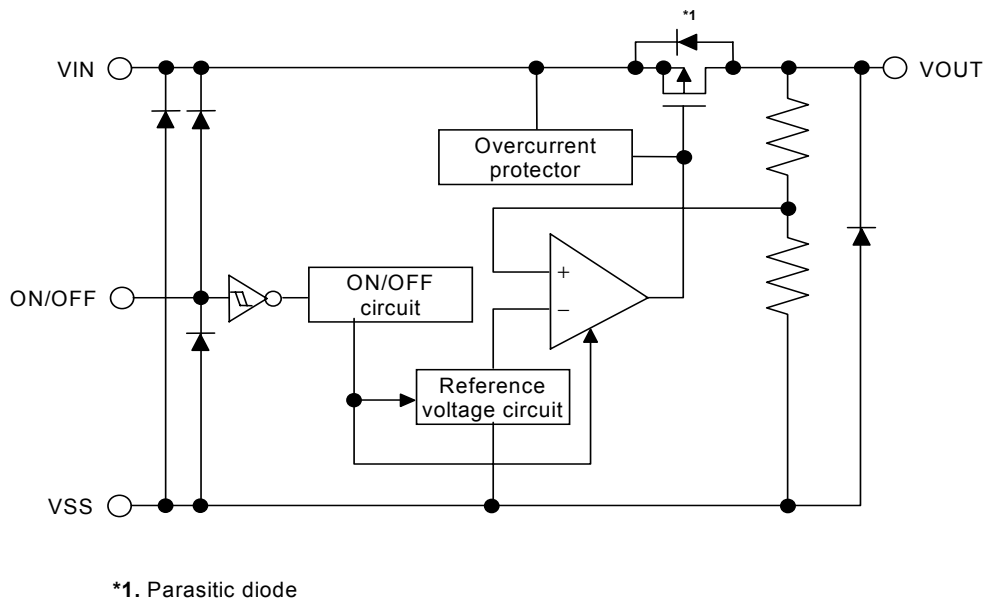 *1
VIN
VOUT
Overcurrent
protector
+
ON/OFF
ON/OFF
circuit
−
Reference
voltage circuit
VSS
*1. Parasitic diode